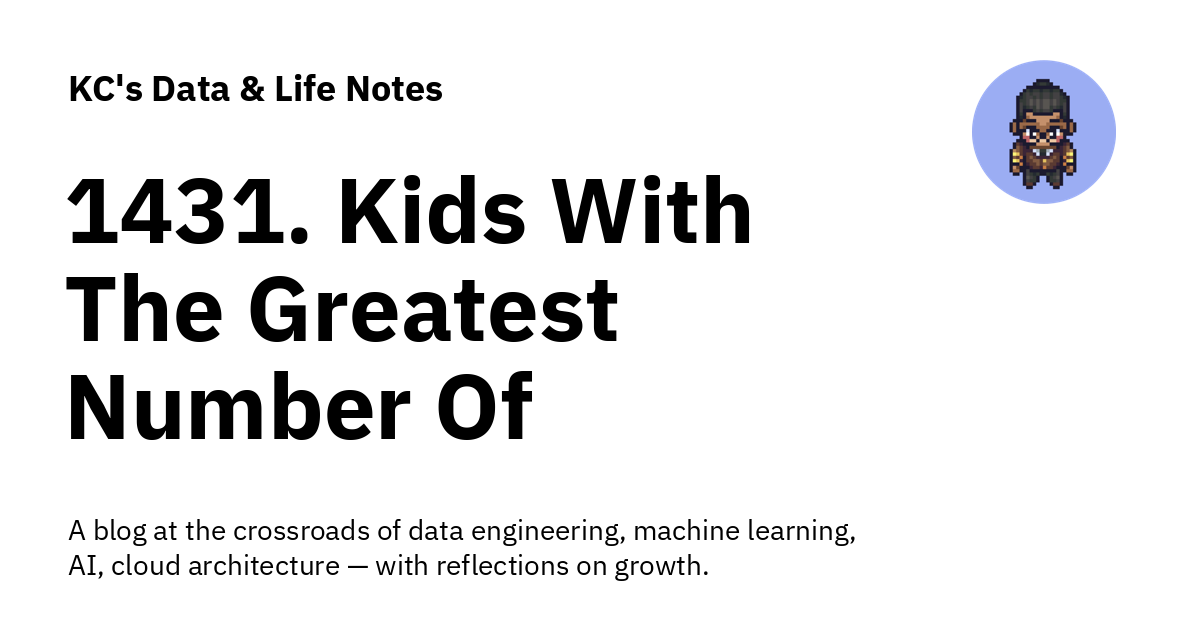 KC's Data & Life Notes
1431. Kids With
The Greatest
Number Of
A blog at the crossroads of data engineering, machine learning,
AI, cloud architecture — with reflections on growth.